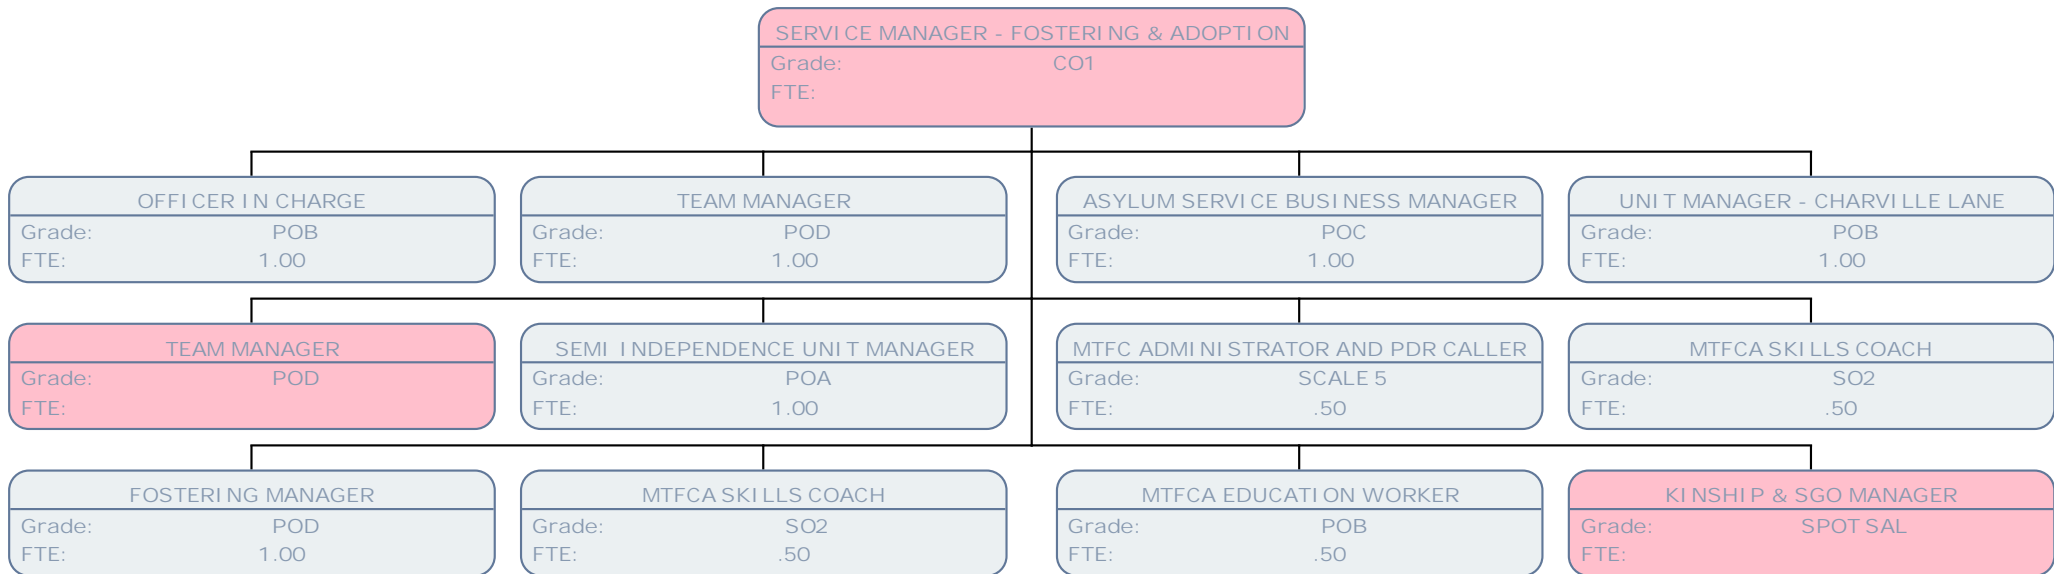 SERVICE MANAGER - FOSTERING & ADOPTION
Grade: CO1
FTE:
OFFICER IN CHARGE
Grade: POB
FTE: 1.00
TEAM MANAGER
Grade: POD
FTE: 1.00
ASYLUM SERVICE BUSINESS MANAGER
Grade: POC
FTE: 1.00
UNIT MANAGER - CHARVILLE LANE
Grade: POB
FTE: 1.00
TEAM MANAGER
Grade: POD
FTE:
SEMI INDEPENDENCE UNIT MANAGER
Grade: POA
FTE: 1.00
MTFC ADMINISTRATOR AND PDR CALLER
Grade: SCALE 5
FTE: .50
MTFCA SKILLS COACH
Grade: SO2
FTE: .50
FOSTERING MANAGER
Grade: POD
FTE: 1.00
MTFCA SKILLS COACH
Grade: SO2
FTE: .50
MTFCA EDUCATION WORKER
Grade: POB
FTE: .50
KINSHIP & SGO MANAGER
Grade: SPOT SAL
FTE: